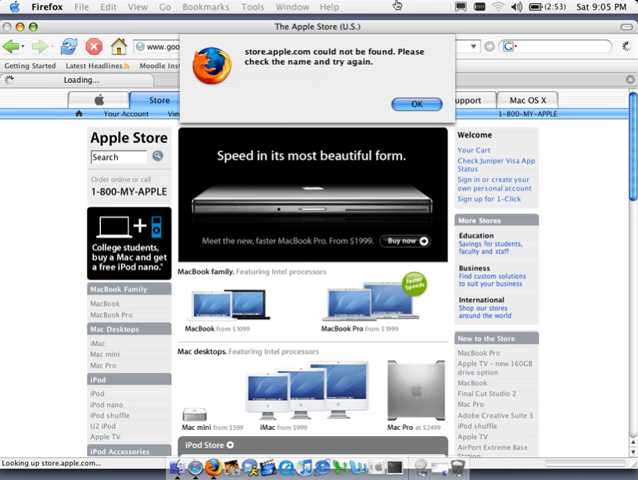 Firefox File Edit View Go Bookmarks Tools Window Help (2:53) Sat 9:05 PM
The Apple Store (U.S.)
www.goo
Getting Started Latest Headlines Moodle Inst
Loading...
store.apple.com could not be found. Please
check the name and try again.
OK
Store upport Mac OS X
Your Account Vie 1-800-MY-APPLE
Apple Store
Search
Order online or call
1-800-MY-APPLE
College students,
buy a Mac and get
a free iPod nano.
MacBook Family
MacBook
MacBook Pro
Mac Desktops
iMac
Mac mini
Mac Pro
iPod
iPod
iPod nano
iPod shuffle
U2 iPod
Apple TV
iPod Accessories
Speed in its most beautiful form.
Meet the new, faster MacBook Pro. From $1999. Buy now
MacBook family. Featuring Intel processors
Faster
Speeds
MacBook from $1099 MacBook Pro from $1999
Mac desktops. Featuring Intel processors
Mac mini from $599 iMac from $999 Mac Pro at $2499
iPod Store
Welcome
Your Cart
Check Juniper Visa App
Status
Sign in or create your
own personal account
Sign up for 1-Click
More Stores
Education
Savings for students,
faculty and staff
Business
Find custom solutions
to suit your business
International
Shop our stores
around the world
New to the Store
MacBook Pro
Apple TV - new 160GB
drive option
MacBook
Final Cut Studio 2
Mac Pro
Adobe Creative Suite 3
iPod shuffle
Apple TV
AirPort Extreme Base
Station
Looking up store.apple.com...